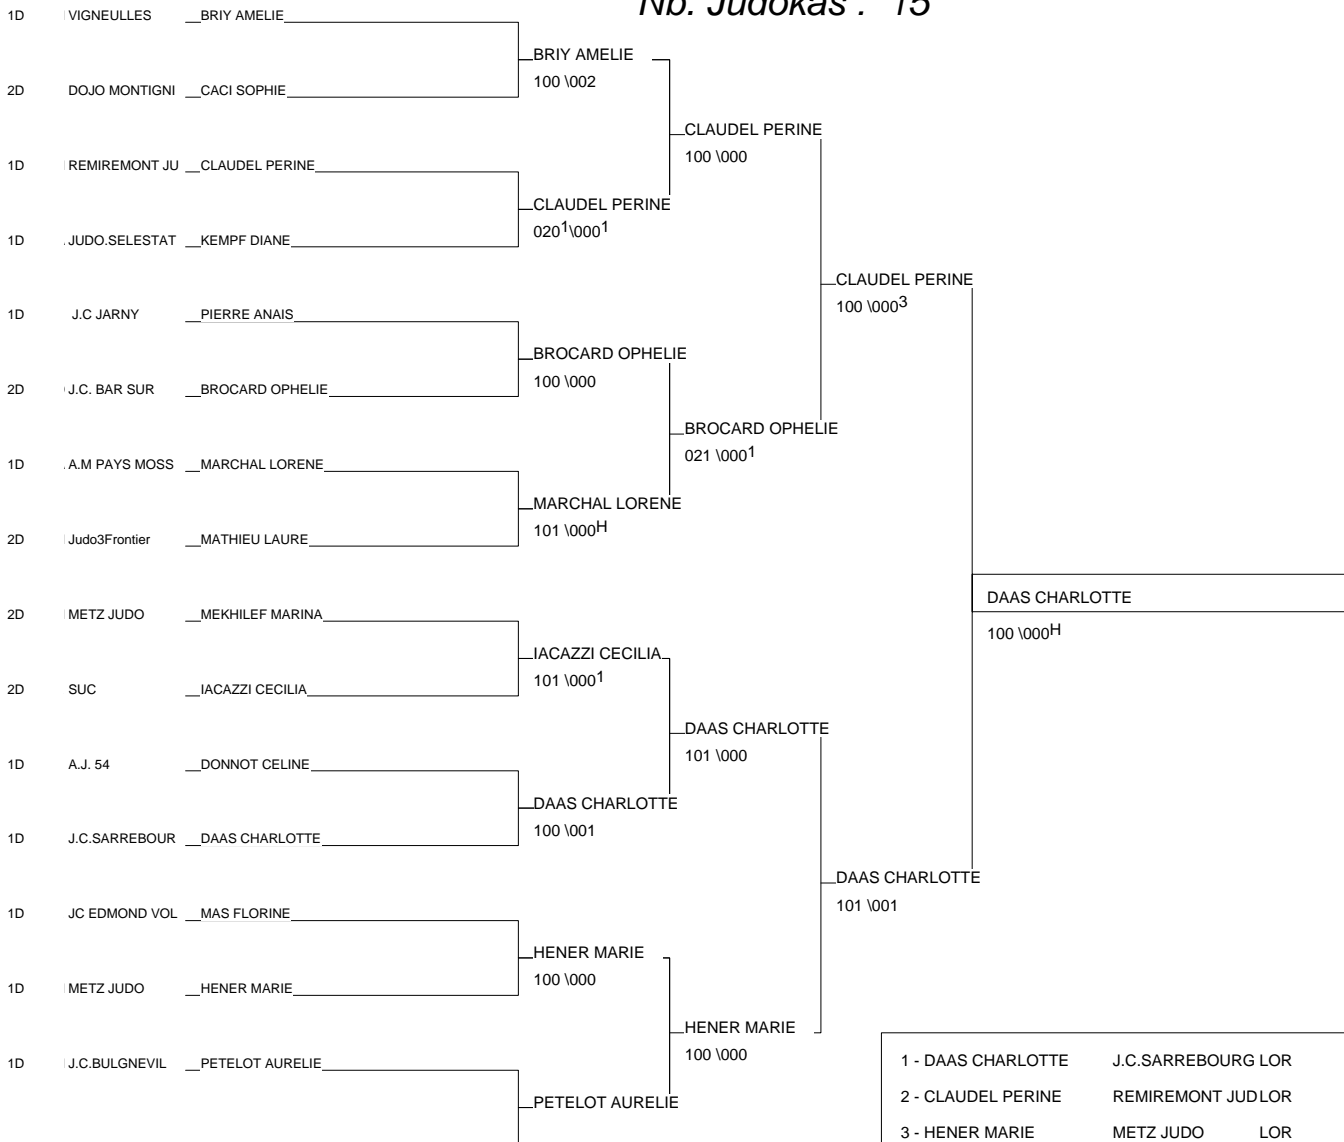 Nb. Judokas : 15
1D VIGNEULLES BRIY AMELIE
BRIY AMELIE
100 \002
2D DOJO MONTIGNI CACI SOPHIE
CLAUDEL PERINE
100 \000
1D REMIREMONT JU CLAUDEL PERINE
CLAUDEL PERINE
020¹\000¹
1D JUDO.SELESTAT KEMPF DIANE
CLAUDEL PERINE
100 \000³
1D J.C JARNY PIERRE ANAIS
BROCARD OPHELIE
100 \000
2D J.C. BAR SUR BROCARD OPHELIE
BROCARD OPHELIE
021 \000¹
1D A.M PAYS MOSS MARCHAL LORENE
MARCHAL LORENE
101 \000H
2D Judo3Frontier MATHIEU LAURE
DAAS CHARLOTTE
100 \000H
2D METZ JUDO MEKHILEF MARINA
IACAZZI CECILIA
101 \000¹
2D SUC IACAZZI CECILIA
DAAS CHARLOTTE
101 \000
1D A.J. 54 DONNOT CELINE
DAAS CHARLOTTE
100 \001
1D J.C.SARREBOUR DAAS CHARLOTTE
DAAS CHARLOTTE
101 \001
1D JC EDMOND VOL MAS FLORINE
HENER MARIE
100 \000
1D METZ JUDO HENER MARIE
HENER MARIE
100 \000
1D J.C.BULGNEVIL PETELOT AURELIE
PETELOT AURELIE
1 - DAAS CHARLOTTE J.C.SARREBOURG LOR
2 - CLAUDEL PERINE REMIREMONT JUD LOR
3 - HENER MARIE METZ JUDO LOR